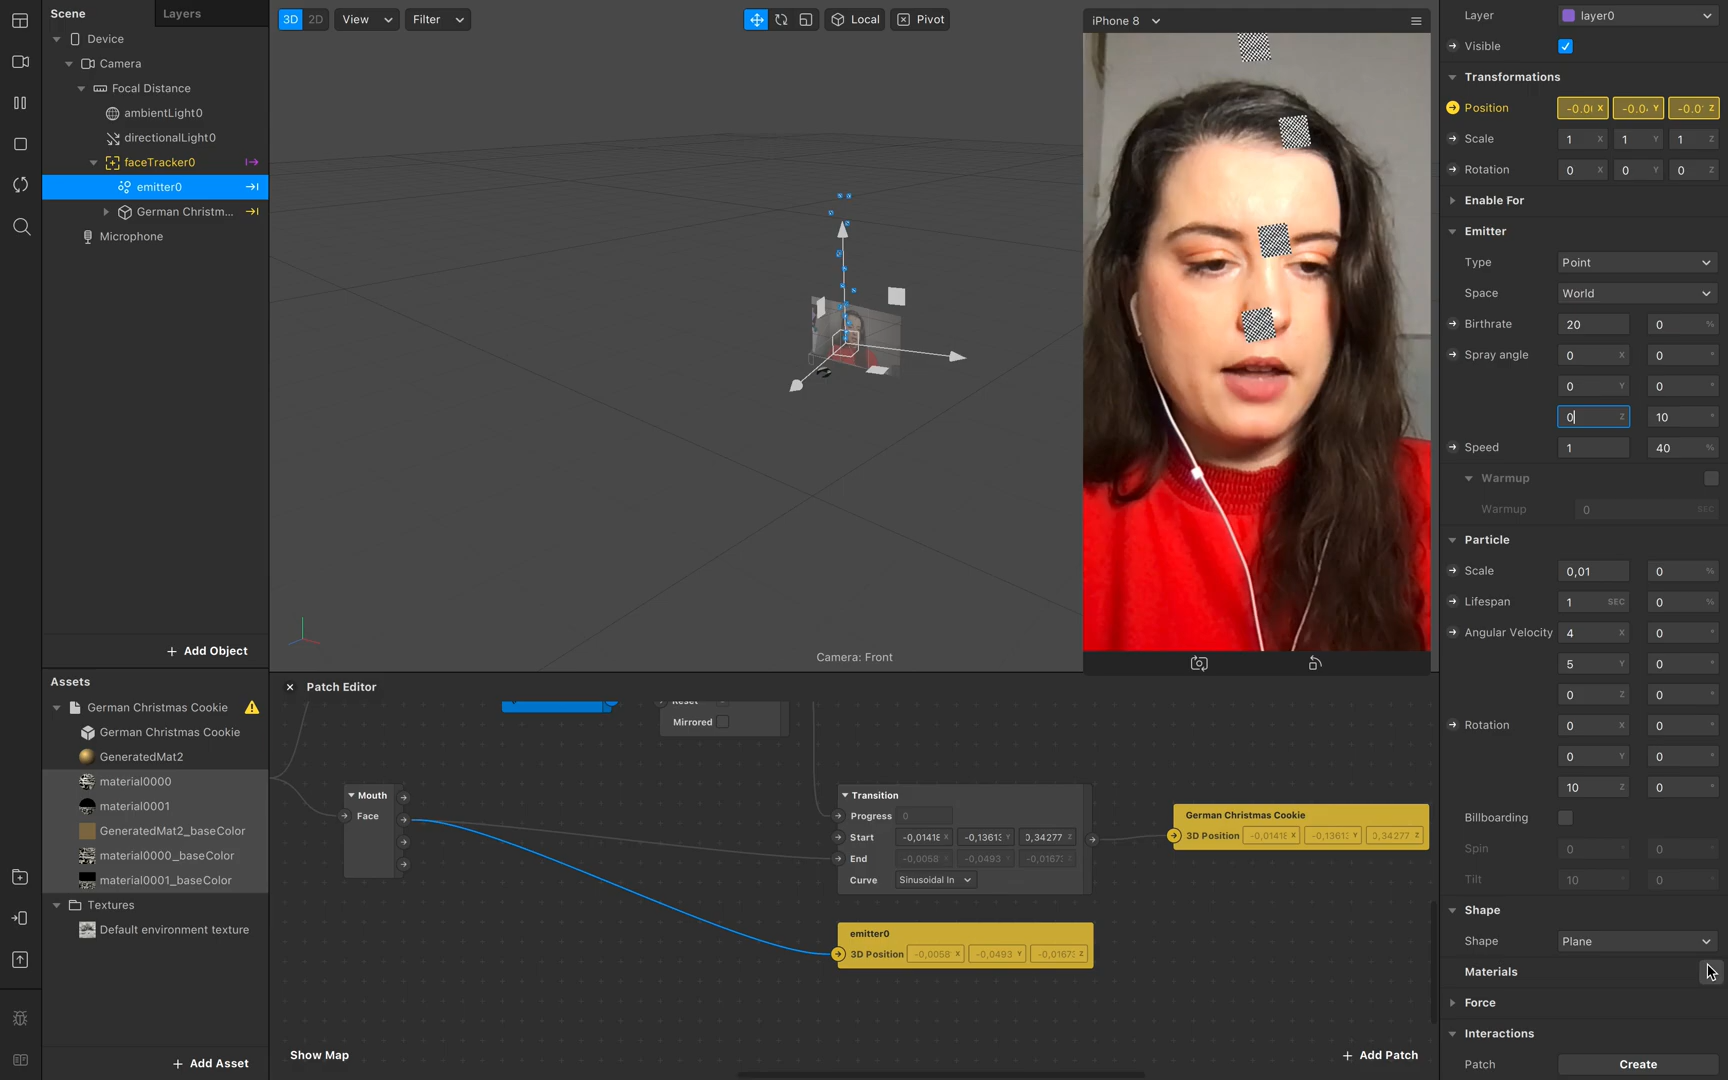 Scene
Layers
Device
Camera
Focal Distance
ambientLight0
directionalLight0
faceTracker0
emitter0
German Christm...
Microphone
+ Add Object
Assets
German Christmas Cookie
German Christmas Cookie
GeneratedMat2
material0000
material0001
GeneratedMat2_baseColor
material0000_baseColor
material0001_baseColor
Textures
Default environment texture
+ Add Asset
3D 2D View Filter
Local Pivot
Camera: Front
iPhone 8
Patch Editor
Reset
Mirrored
Mouth
Face
Transition
Progress 0
Start -0,01418 X -0,13613 Y 0,34277 Z
End -0,0058 -0,0493 -0,01673
Curve Sinusoidal In
German Christmas Cookie
3D Position -0,01418 X -0,13613 Y 0,34277 Z
emitter0
3D Position -0,0058 X -0,0493 Y -0,01673 Z
Show Map
+ Add Patch
Layer layer0
Visible
Transformations
Position -0.0 X -0.0 Y -0.0 Z
Scale 1 X 1 Y 1 Z
Rotation 0 X 0 Y 0 Z
Enable For
Emitter
Type Point
Space World
Birthrate 20 0 %
Spray angle 0 X 0 °
0 Y 0 °
0 Z 10 °
Speed 1 40 %
Warmup
Warmup 0 SEC
Particle
Scale 0,01 0 %
Lifespan 1 SEC 0 %
Angular Velocity 4 X 0 °
5 Y 0 °
0 Z 0 °
Rotation 0 X 0 °
0 Y 0 °
10 Z 0 °
Billboarding
Spin 0 ° 0 °
Tilt 10 ° 0 °
Shape
Shape Plane
Materials
Force
Interactions
Patch Create